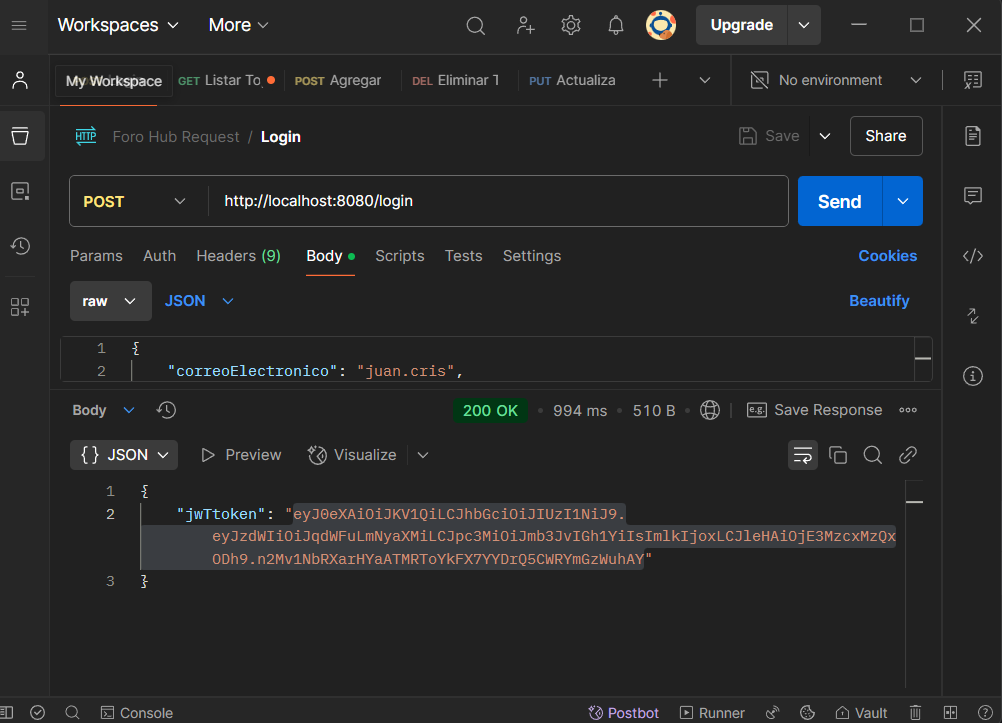 Workspaces More Upgrade
My Workspace GET Listar To POST Agregar DEL Eliminar T PUT Actualiza No environment
HTTP Foro Hub Request / Login Save Share
POST http://localhost:8080/login Send
Params Auth Headers (9) Body Scripts Tests Settings Cookies
raw JSON Beautify
1 {
2 "correoElectronico": "juan.cris",
Body 200 OK 994 ms 510 B e.g. Save Response
{} JSON Preview Visualize
1 {
2 "jwTtoken": "eyJ0eXAiOiJKV1QiLCJhbGciOiJIUzI1NiJ9.
eyJzdWIiOiJqdWFuLmNyaXMiLCJpc3MiOiJmb3JvIGh1YiIsImlkIjoxLCJleHAiOjE3MzcxMzQx
ODh9.n2Mv1NbRXarHYaATMRToYkFX7YYDrQ5CWRYmGzWuhAY"
3 }
Console Postbot Runner Vault